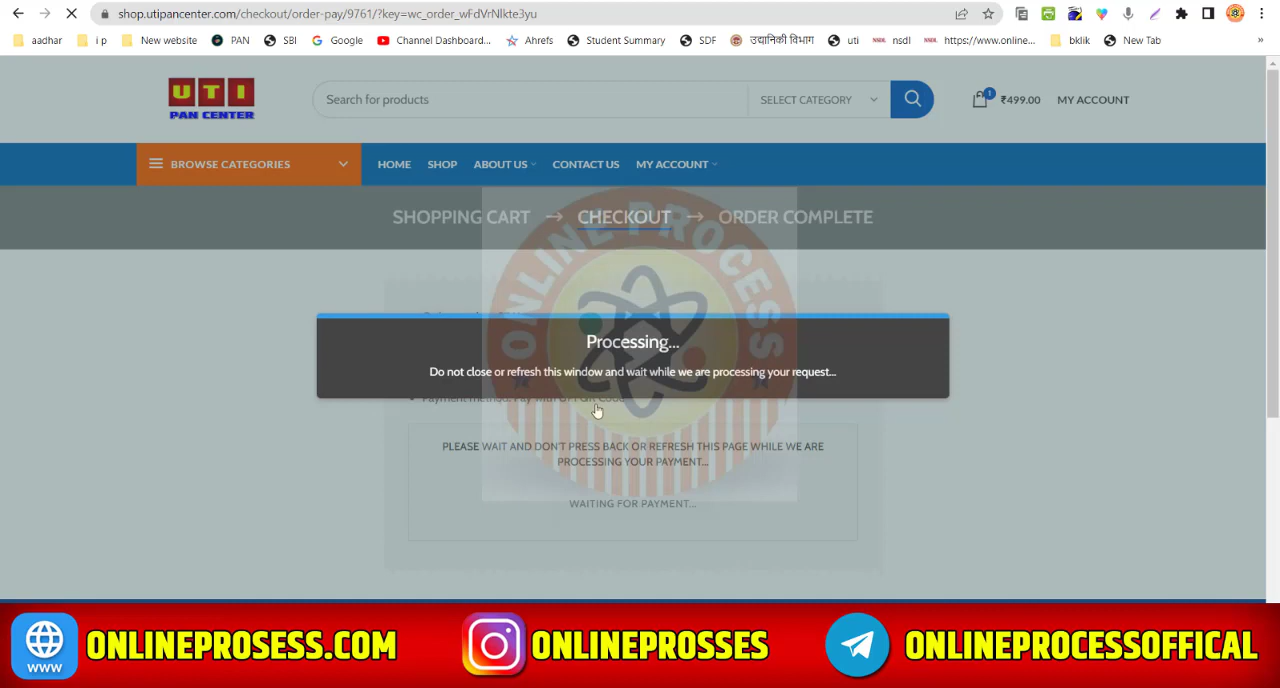 shop.utipancenter.com/checkout/order-pay/9761/?key=wc_order_wFdVrNlkte3yu
aadhar i p New website PAN SBI Google Channel Dashboard... Ahrefs Student Summary SDF उद्यानिकी विभाग uti nsdl https://www.online... bklik New Tab »
UTI
PAN CENTER
Search for products
SELECT CATEGORY
1
₹499.00
MY ACCOUNT
BROWSE CATEGORIES
HOME SHOP ABOUT US CONTACT US MY ACCOUNT
SHOPPING CART → CHECKOUT → ORDER COMPLETE
ONLINE PROCESS
Processing...
Do not close or refresh this window and wait while we are processing your request...
PLEASE WAIT AND DON'T PRESS BACK OR REFRESH THIS PAGE WHILE WE ARE
PROCESSING YOUR PAYMENT...
WAITING FOR PAYMENT...
WWW
ONLINEPROSESS.COM
ONLINEPROSSES
ONLINEPROCESSOFFICAL